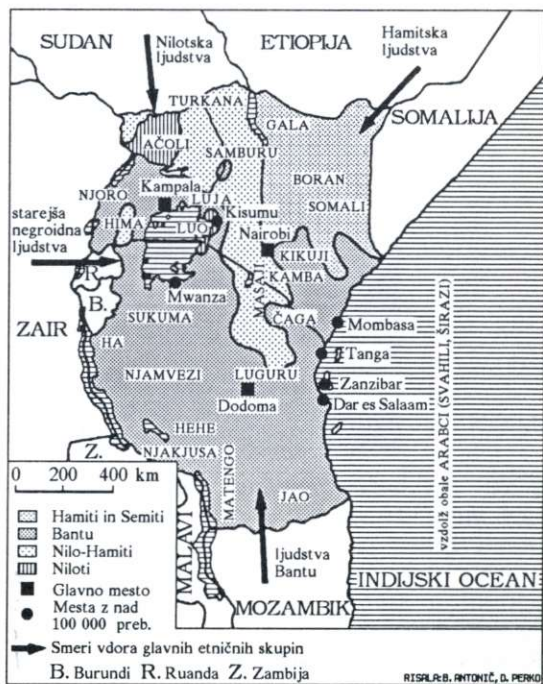 SUDAN
ETIOPIJA
Nilotska
ljudstva
Hamitska
ljudstva
SOMALIJA
TURKANA
GALA
AČOLI
SAMBURU
BORAN
SOMALI
NJORO
Kampala
LUJA
Kisumu
HIMA
LUO
Nairobi
KIKUJI
KAMBA
starejša
negroidna
ljudstva
R.
B.
Mwanza
MASAJI
ČAGA
ZAIR
SUKUMA
HA
Mombasa
Tanga
NJAMVEZI
LUGURU
Zanzibar
Dodoma
Dar es Salaam
HEHE
NJAKJUSA
MATENGO
JAO
Z.
MALAVI
ljudstva
Bantu
MOZAMBIK
vzdolž obale ARABCI (SVAHILI, ŠIRAZI)
INDIJSKI OCEAN
0 200 400 km
Hamiti in Semiti
Bantu
Nilo-Hamiti
Niloti
Glavno mesto
Mesta z nad
100 000 preb.
Smeri vdora glavnih etničnih skupin
B. Burundi R. Ruanda Z. Zambija
RISALA: B. ANTONIČ, D. PERKO